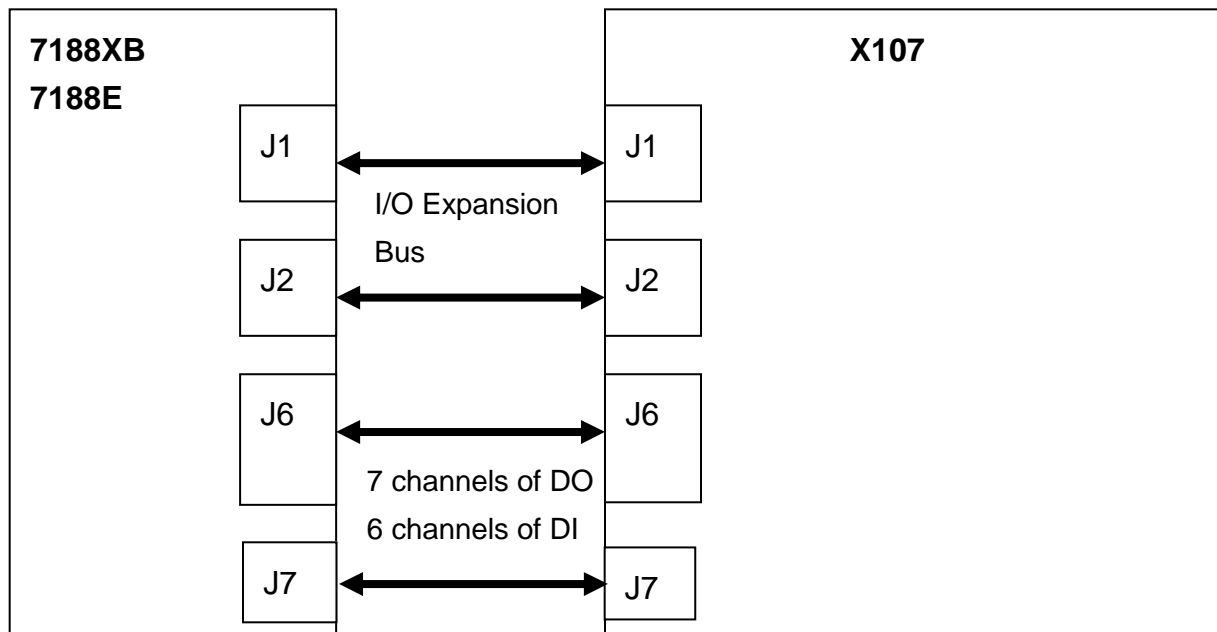 7188XB
7188E
X107
J1
J1
I/O Expansion
Bus
J2
J2
J6
J6
7 channels of DO
6 channels of DI
J7
J7